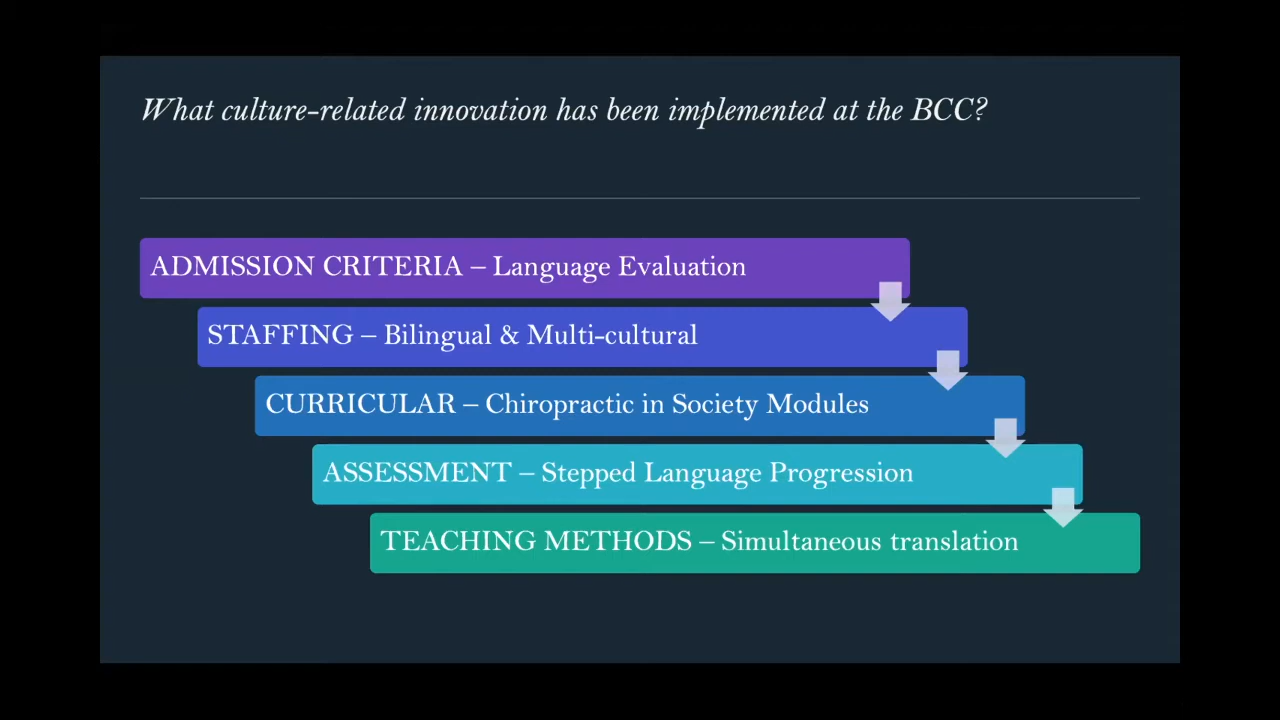 What culture-related innovation has been implemented at the BCC?
ADMISSION CRITERIA – Language Evaluation
STAFFING – Bilingual & Multi-cultural
CURRICULAR – Chiropractic in Society Modules
ASSESSMENT – Stepped Language Progression
TEACHING METHODS – Simultaneous translation